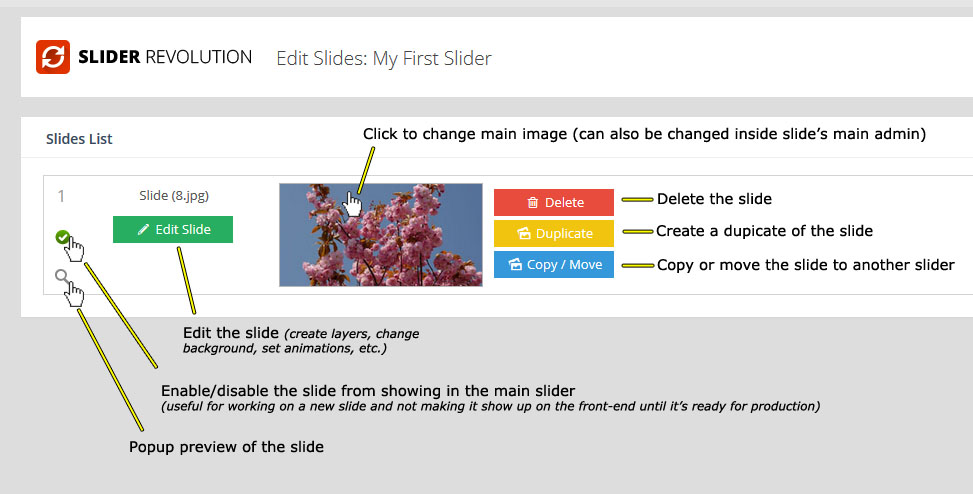 SLIDER REVOLUTION Edit Slides: My First Slider
Slides List
Click to change main image (can also be changed inside slide's main admin)
1
Slide (8.jpg)
Edit Slide
Delete
Delete the slide
Duplicate
Create a dupicate of the slide
Copy / Move
Copy or move the slide to another slider
Edit the slide (create layers, change
background, set animations, etc.)
Enable/disable the slide from showing in the main slider
(useful for working on a new slide and not making it show up on the front-end until it's ready for production)
Popup preview of the slide